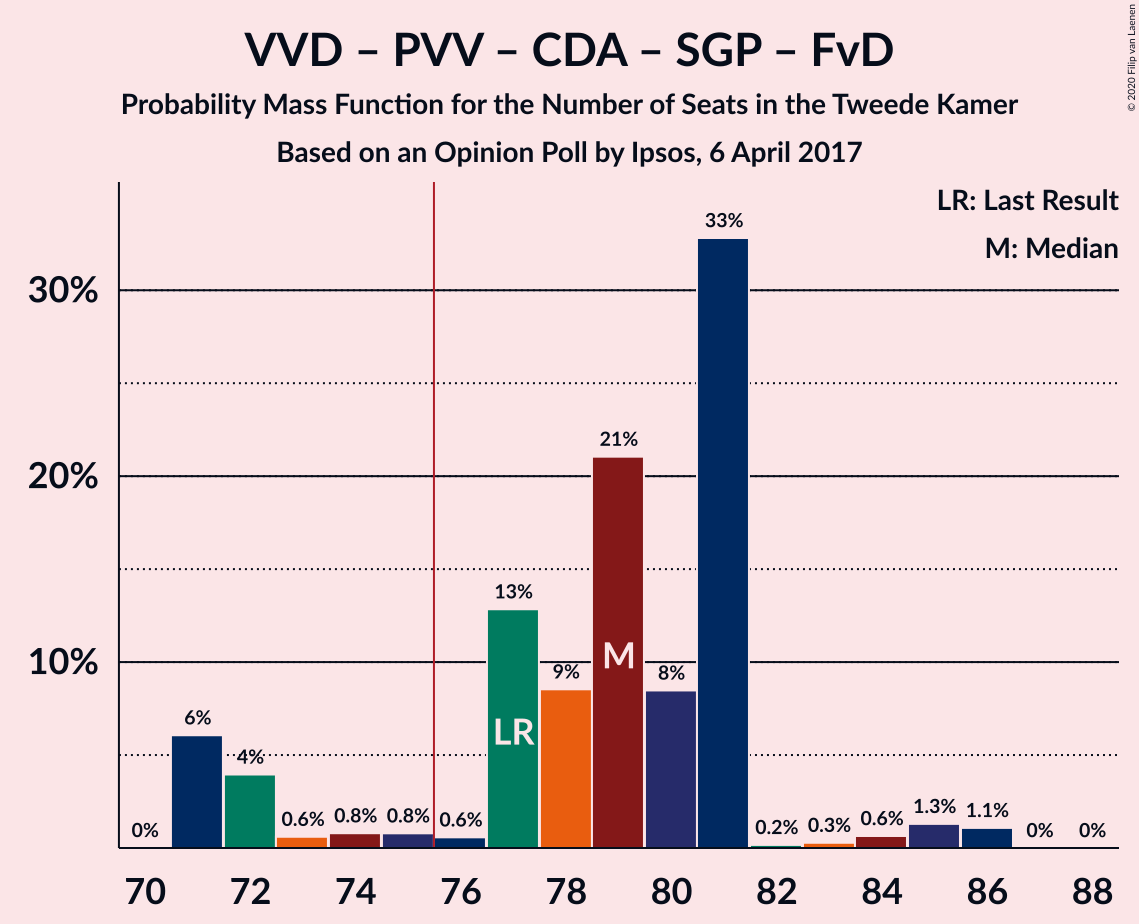 VVD – PVV – CDA – SGP – FvD
Probability Mass Function for the Number of Seats in the Tweede Kamer
Based on an Opinion Poll by Ipsos, 6 April 2017
© 2020 Filip van Laenen
LR: Last Result
M: Median
30%
20%
10%
0%
6%
4%
0.6%
0.8%
0.8%
0.6%
13%
9%
21%
8%
33%
0.2%
0.3%
0.6%
1.3%
1.1%
0%
0%
LR
M
70 72 74 76 78 80 82 84 86 88